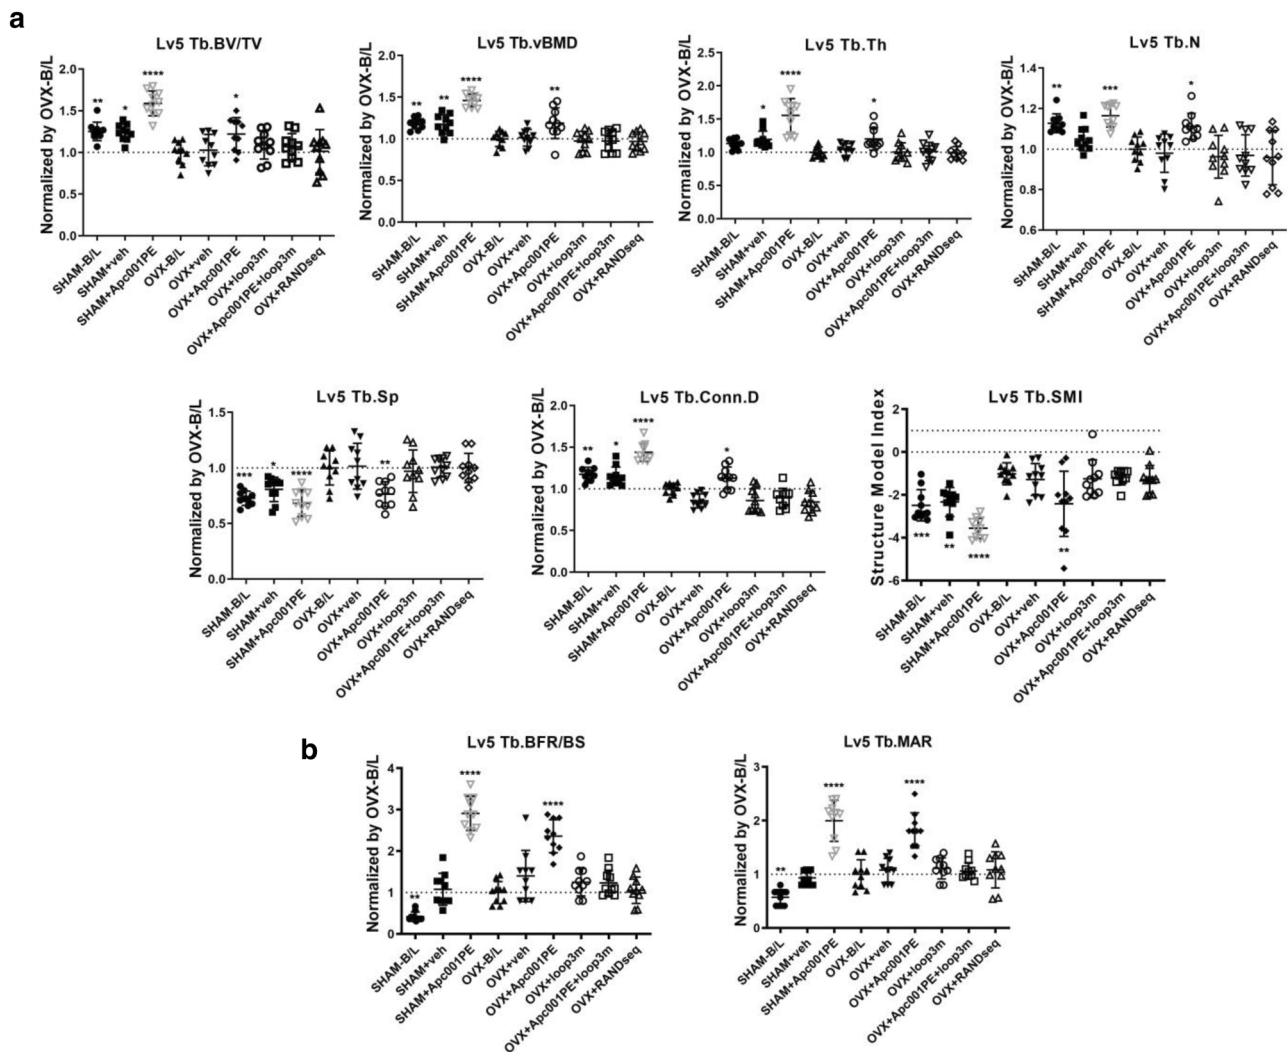 a
Lv5 Tb.BV/TV
Normalized by OVX-B/L
2.0
1.5
1.0
0.5
0.0
**
*
****
*
SHAM-B/L
SHAM+veh
SHAM+Apc001PE
OVX-B/L
OVX+veh
OVX+Apc001PE
OVX+loop3m
OVX+Apc001PE+loop3m
OVX+RANDseq
Lv5 Tb.vBMD
Normalized by OVX-B/L
2.0
1.5
1.0
0.5
0.0
**
**
****
**
SHAM-B/L
SHAM+veh
SHAM+Apc001PE
OVX-B/L
OVX+veh
OVX+Apc001PE
OVX+loop3m
OVX+Apc001PE+loop3m
OVX+RANDseq
Lv5 Tb.Th
Normalized by OVX-B/L
2.5
2.0
1.5
1.0
0.5
0.0
*
****
*
SHAM-B/L
SHAM+veh
SHAM+Apc001PE
OVX-B/L
OVX+veh
OVX+Apc001PE
OVX+loop3m
OVX+Apc001PE+loop3m
OVX+RANDseq
Lv5 Tb.N
Normalized by OVX-B/L
1.4
1.2
1.0
0.8
0.6
**
***
*
SHAM-B/L
SHAM+veh
SHAM+Apc001PE
OVX-B/L
OVX+veh
OVX+Apc001PE
OVX+loop3m
OVX+Apc001PE+loop3m
OVX+RANDseq
Lv5 Tb.Sp
Normalized by OVX-B/L
1.5
1.0
0.5
0.0
***
*
****
**
SHAM-B/L
SHAM+veh
SHAM+Apc001PE
OVX-B/L
OVX+veh
OVX+Apc001PE
OVX+loop3m
OVX+Apc001PE+loop3m
OVX+RANDseq
Lv5 Tb.Conn.D
Normalized by OVX-B/L
2.0
1.5
1.0
0.5
0.0
**
*
****
*
SHAM-B/L
SHAM+veh
SHAM+Apc001PE
OVX-B/L
OVX+veh
OVX+Apc001PE
OVX+loop3m
OVX+Apc001PE+loop3m
OVX+RANDseq
Lv5 Tb.SMI
Structure Model Index
2
0
-2
-4
-6
***
**
****
**
SHAM-B/L
SHAM+veh
SHAM+Apc001PE
OVX-B/L
OVX+veh
OVX+Apc001PE
OVX+loop3m
OVX+Apc001PE+loop3m
OVX+RANDseq
b
Lv5 Tb.BFR/BS
Normalized by OVX-B/L
4
3
2
1
0
**
****
****
SHAM-B/L
SHAM+veh
SHAM+Apc001PE
OVX-B/L
OVX+veh
OVX+Apc001PE
OVX+loop3m
OVX+Apc001PE+loop3m
OVX+RANDseq
Lv5 Tb.MAR
Normalized by OVX-B/L
3
2
1
0
**
****
****
SHAM-B/L
SHAM+veh
SHAM+Apc001PE
OVX-B/L
OVX+veh
OVX+Apc001PE
OVX+loop3m
OVX+Apc001PE+loop3m
OVX+RANDseq